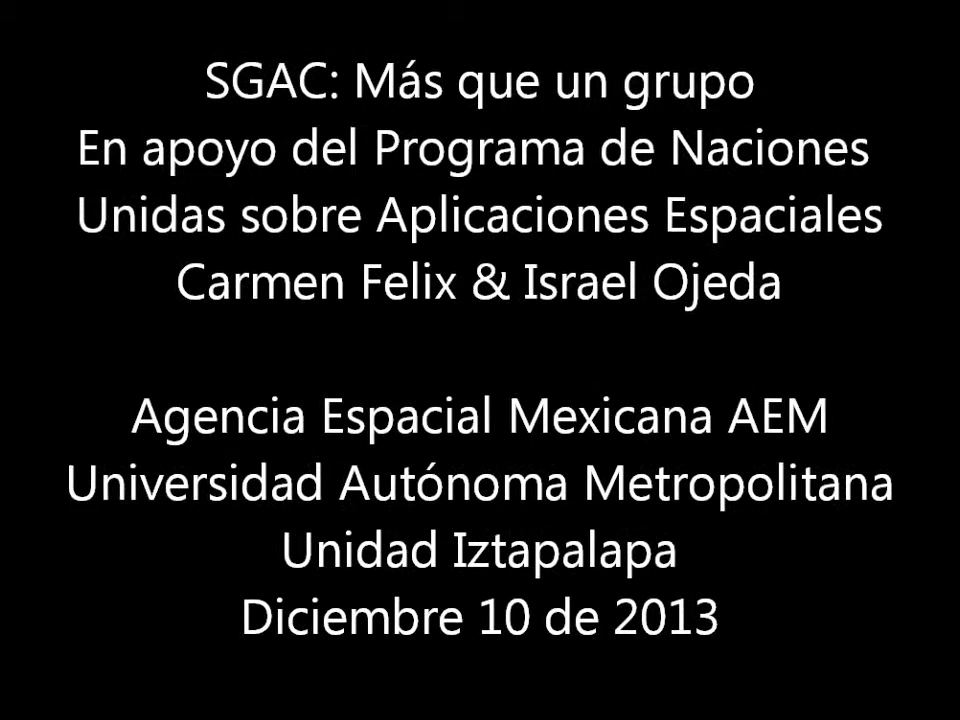 SGAC: Más que un grupo
En apoyo del Programa de Naciones
Unidas sobre Aplicaciones Espaciales
Carmen Felix & Israel Ojeda
Agencia Espacial Mexicana AEM
Universidad Autónoma Metropolitana
Unidad Iztapalapa
Diciembre 10 de 2013